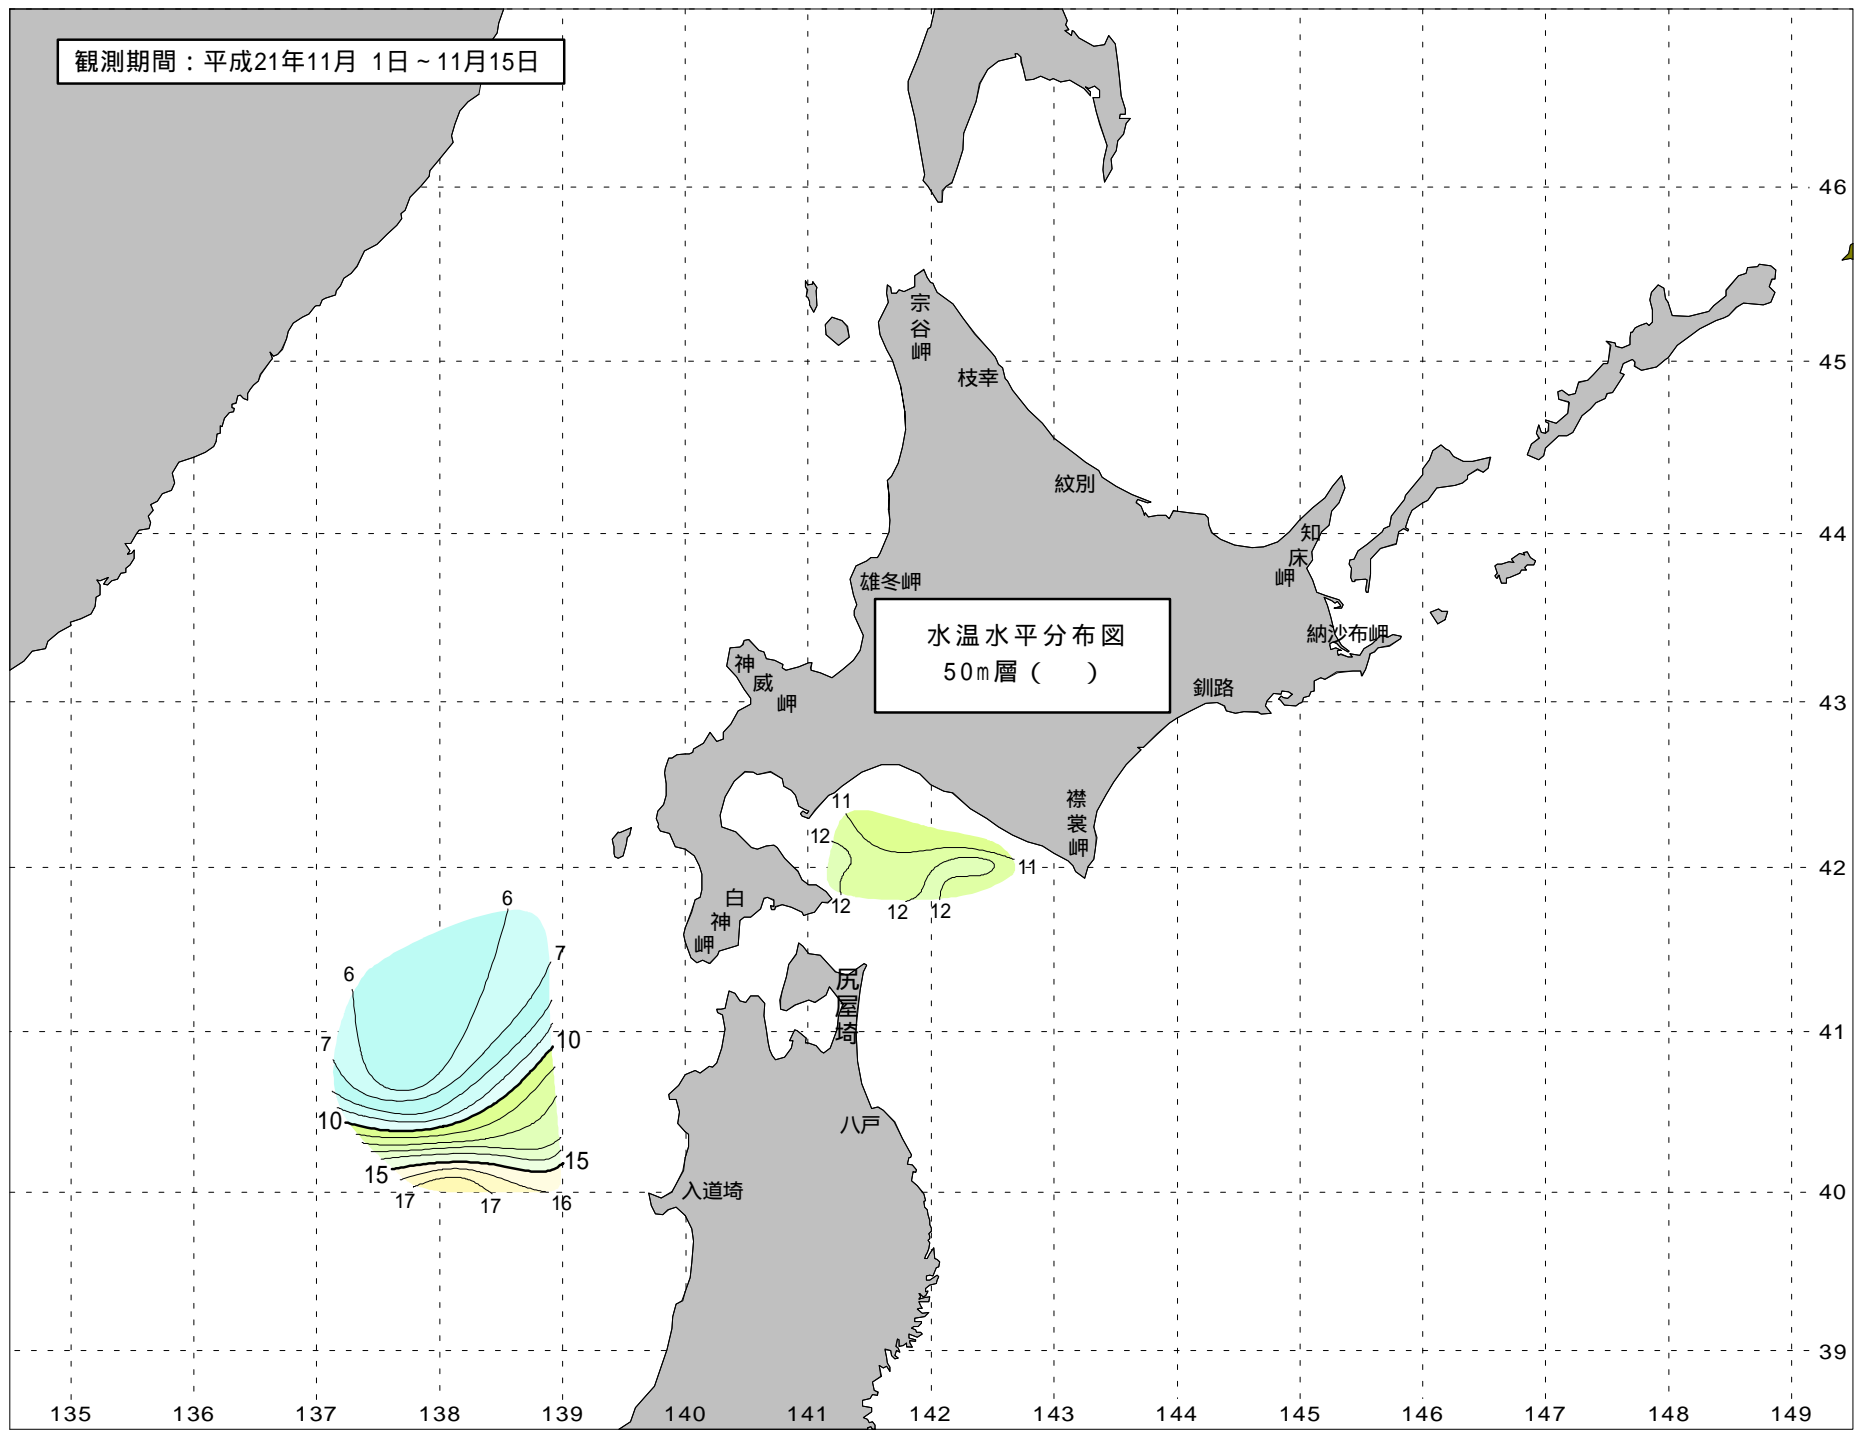 観測期間：平成21年11月 1日～11月15日
46
宗谷岬
45
枝幸
紋別
44
知床岬
雄冬岬
水温水平分布図
50m層（　）
納沙布岬
神威岬
釧路
43
襟裳岬
11
12
11
42
12
12
12
白神岬
6
7
6
尻屋埼
7
10
41
10
八戸
15
15
入道埼
17
17
16
40
39
135 136 137 138 139 140 141 142 143 144 145 146 147 148 149